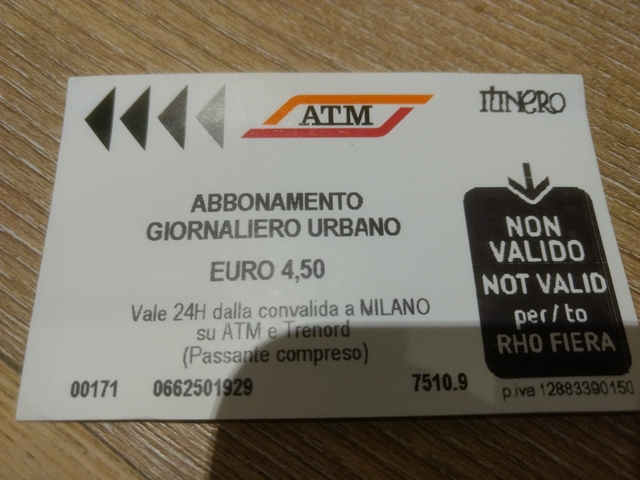 ATM
ITINERO
ABBONAMENTO
GIORNALIERO URBANO
EURO 4,50
Vale 24H dalla convalida a MILANO
su ATM e Trenord
(Passante compreso)
00171 0662501929 7510.9
NON
VALIDO
NOT VALID
per/to
RHO FIERA
p.iva 12883390150